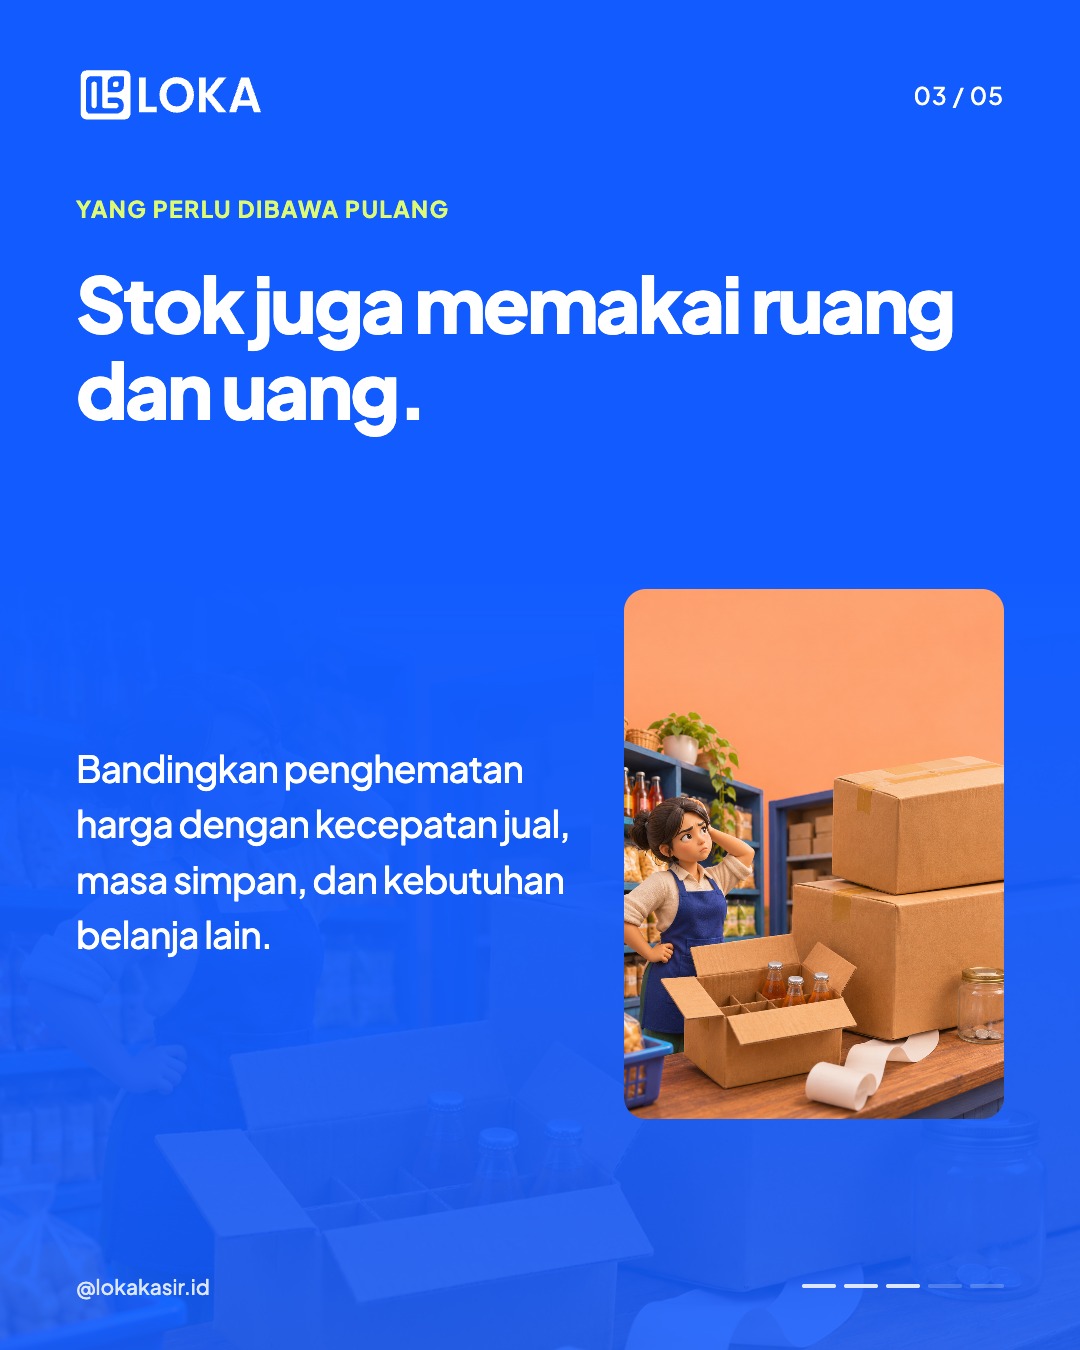 LOKA
03 / 05
YANG PERLU DIBAWA PULANG
Stok juga memakai ruang
dan uang.
Bandingkan penghematan
harga dengan kecepatan jual,
masa simpan, dan kebutuhan
belanja lain.
@lokakasir.id